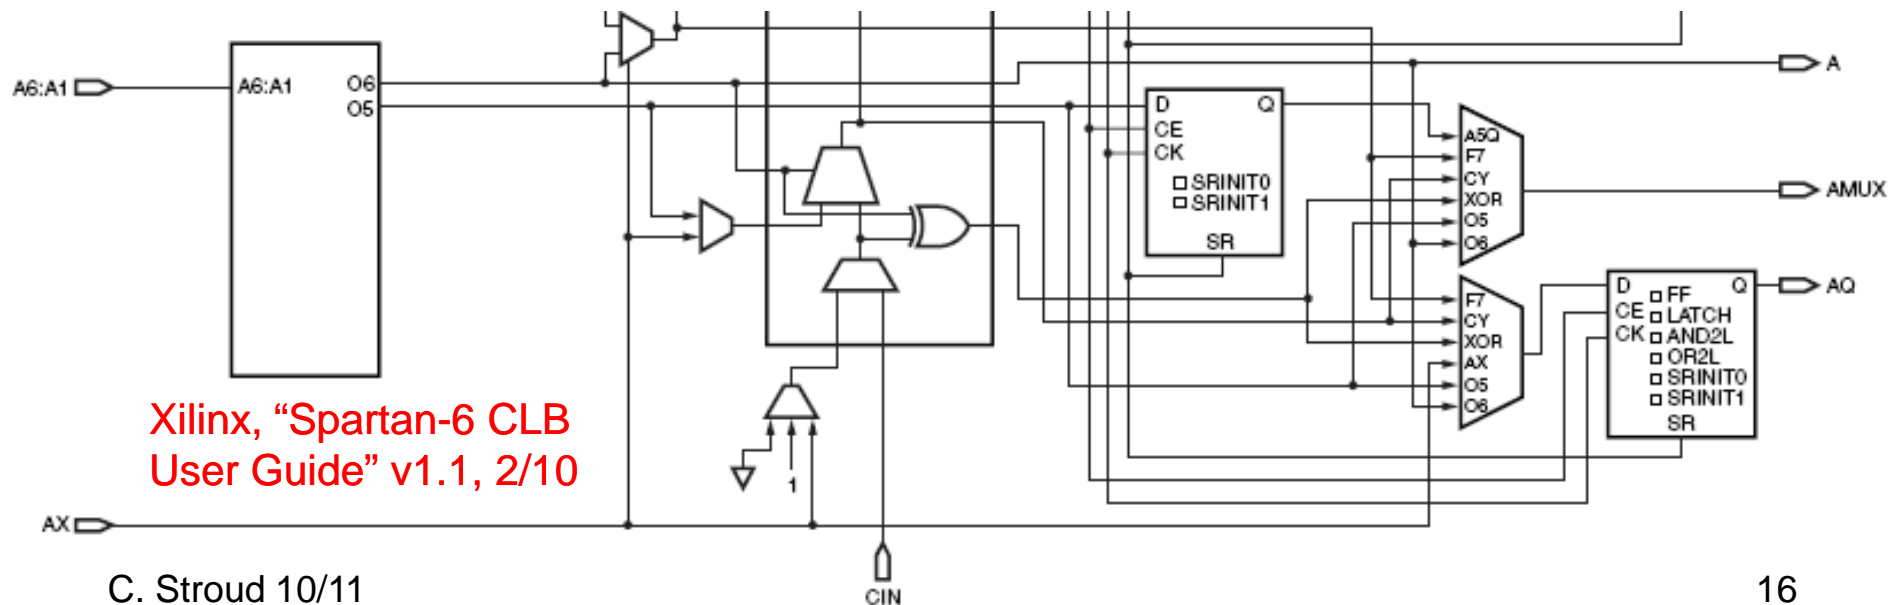 A6:A1
A6:A1
O6
O5
D Q
CE
CK
SRINIT0
SRINIT1
SR
A5Q
F7
CY
XOR
O5
O6
A
AMUX
F7
CY
XOR
AX
O5
O6
D Q
CE
CK
FF
LATCH
AND2L
OR2L
SRINIT0
SRINIT1
SR
AQ
Xilinx, “Spartan-6 CLB
User Guide” v1.1, 2/10
1
AX
CIN
C. Stroud 10/11
16